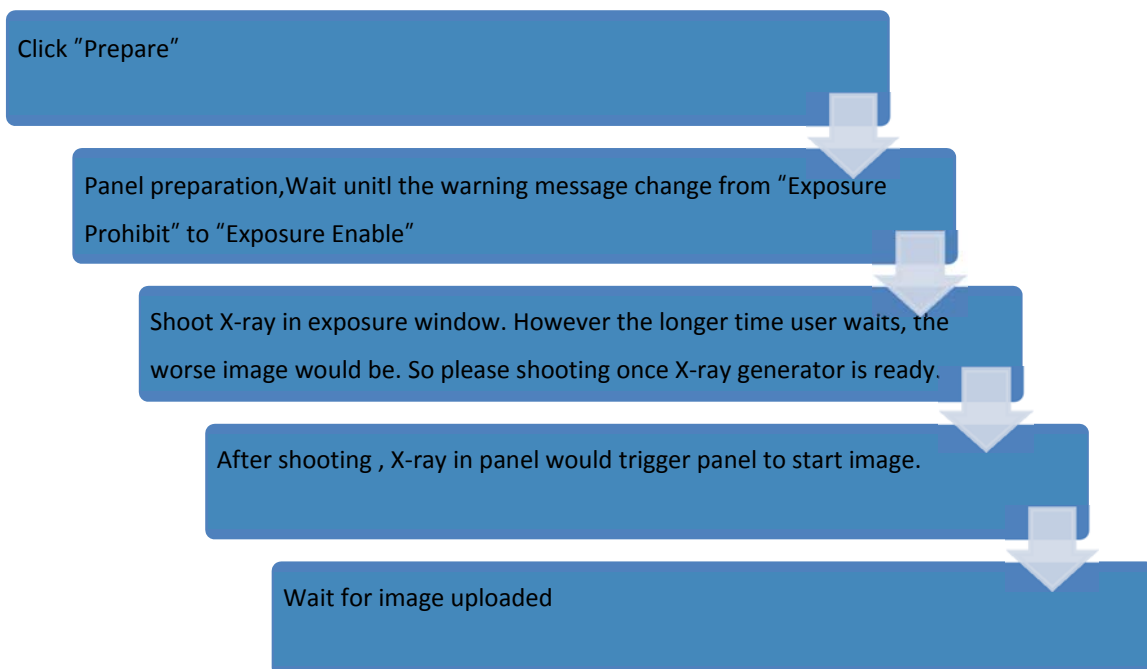 Click "Prepare"
Panel preparation,Wait unitl the warning message change from "Exposure
Prohibit" to "Exposure Enable"
Shoot X-ray in exposure window. However the longer time user waits, the
worse image would be. So please shooting once X-ray generator is ready.
After shooting , X-ray in panel would trigger panel to start image.
Wait for image uploaded